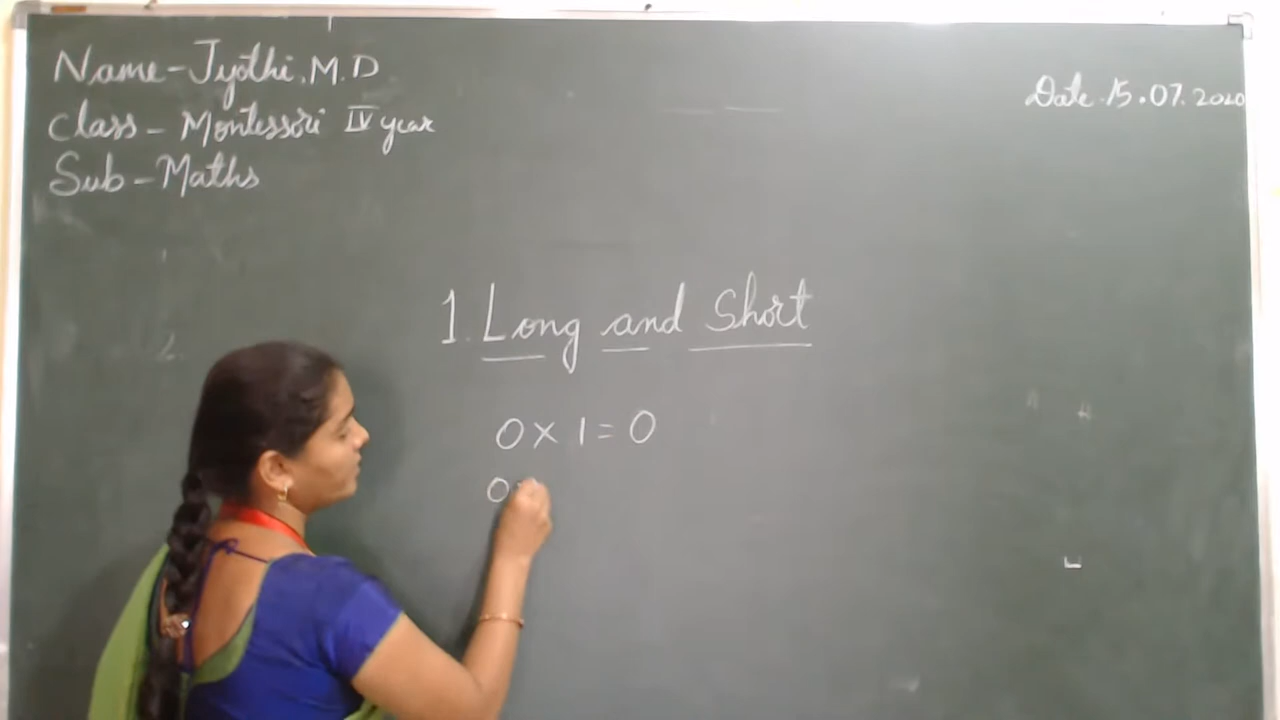 Name-Jyothi.M.D
Class - Montessori IV year
Sub-Maths
Date.15.07.2020
1. Long and Short
0 x 1 = 0
0